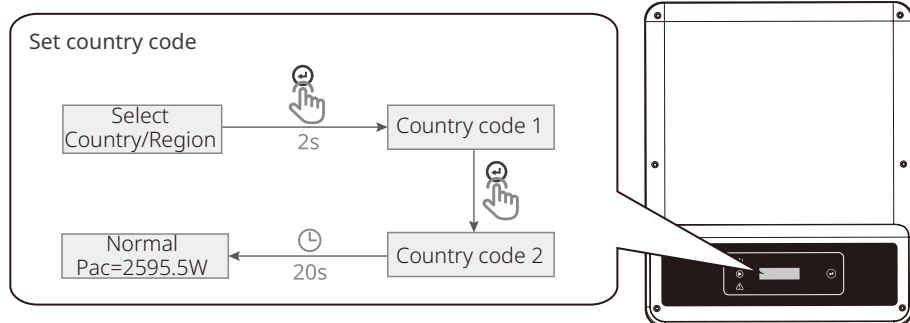 Set country code
Select
Country/Region
2s
Country code 1
Normal
Pac=2595.5W
20s
Country code 2